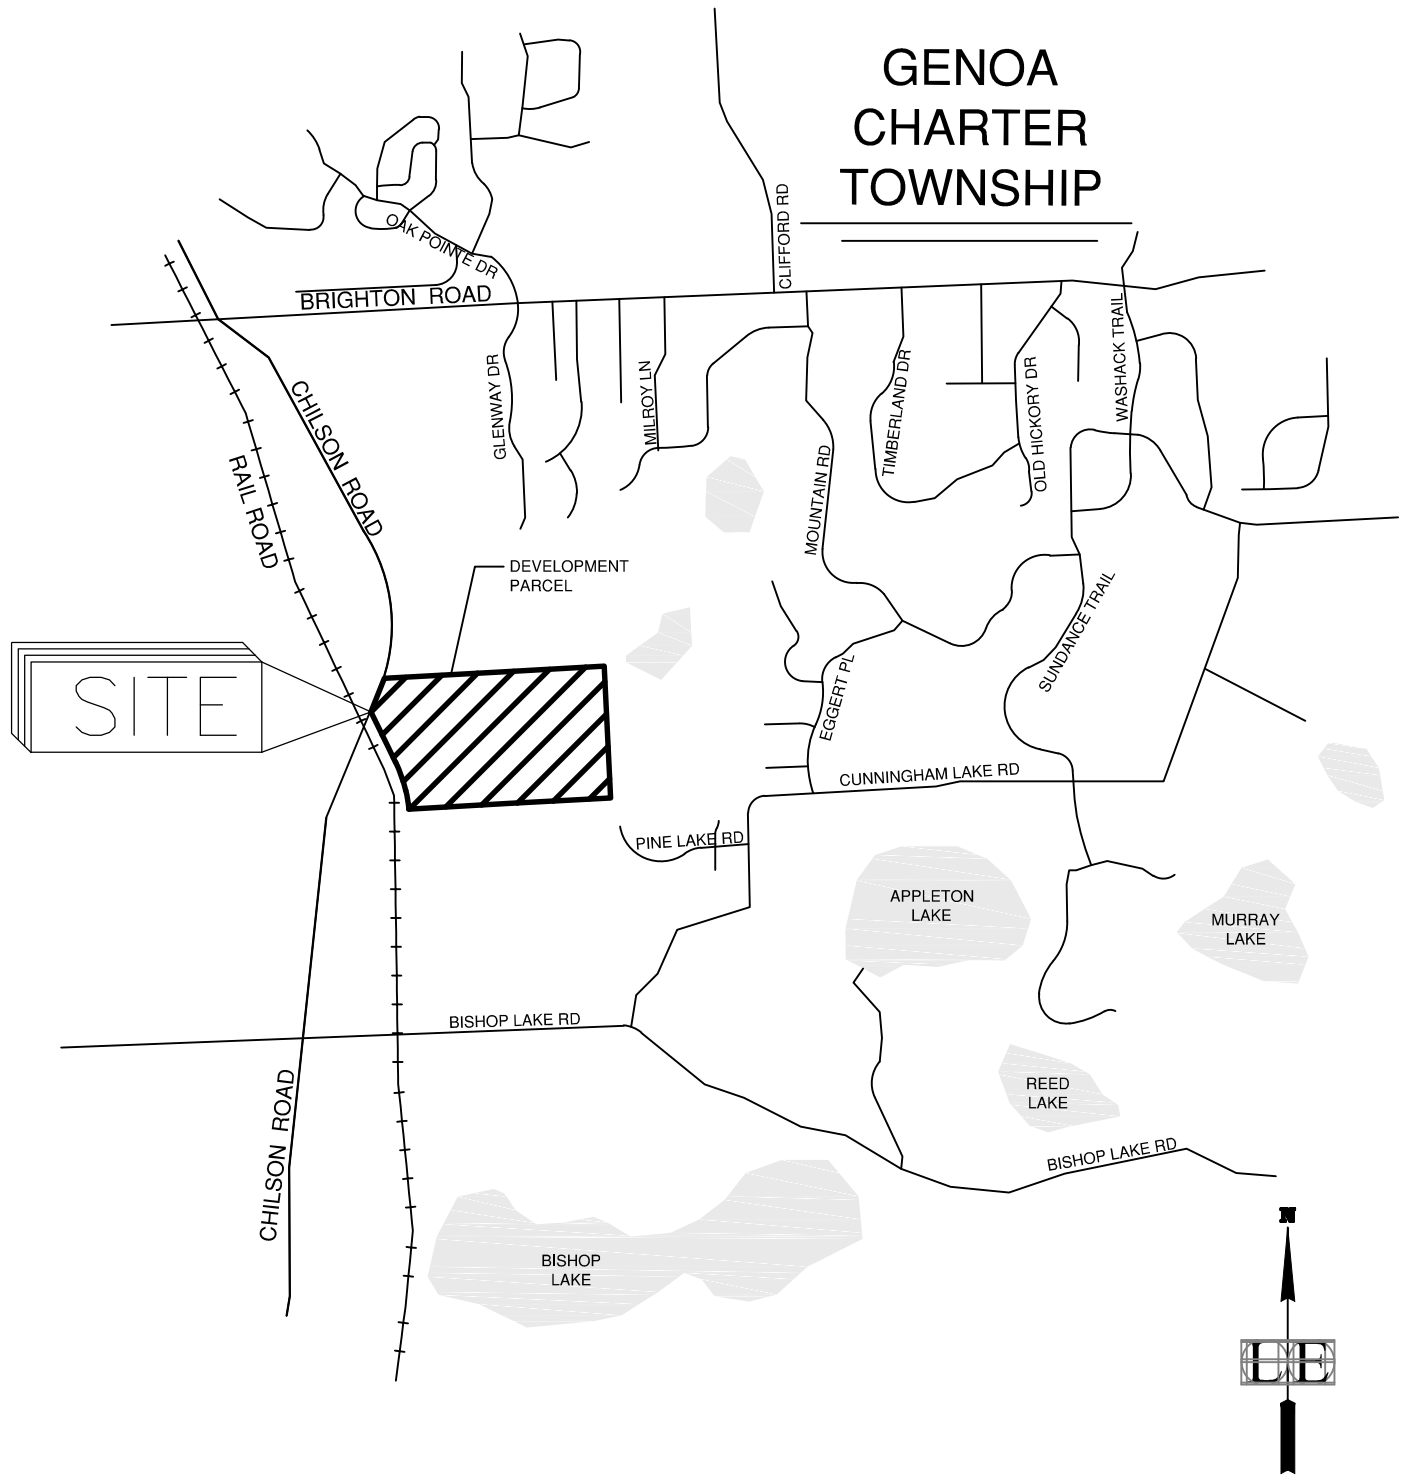 GENOA
CHARTER
TOWNSHIP
CLIFFORD RD
OAK POINTE DR
BRIGHTON ROAD
WASHACK TRAIL
GLENWAY DR
MILROY LN
TIMBERLAND DR
OLD HICKORY DR
CHILSON ROAD
RAIL ROAD
MOUNTAIN RD
DEVELOPMENT
PARCEL
SUNDANCE TRAIL
EGGERT PL
SITE
CUNNINGHAM LAKE RD
PINE LAKE RD
APPLETON
LAKE
MURRAY
LAKE
BISHOP LAKE RD
REED
LAKE
CHILSON ROAD
BISHOP LAKE RD
BISHOP
LAKE
N
LE